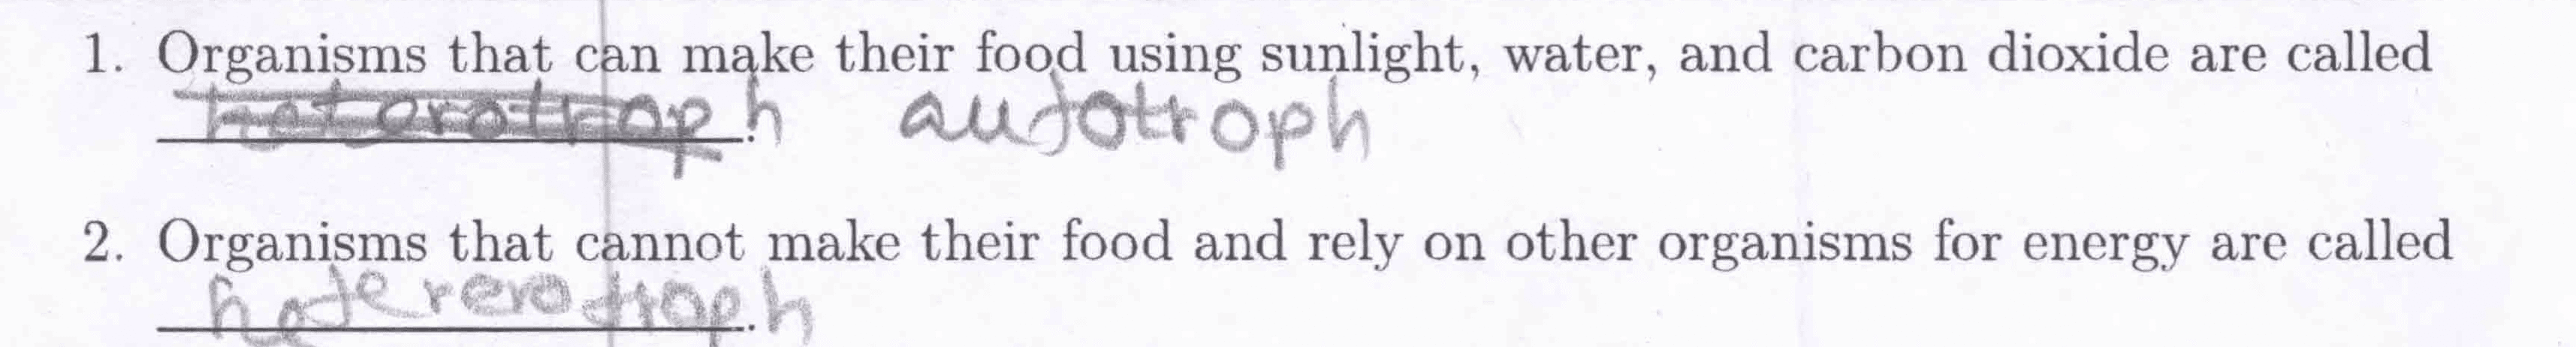 1. Organisms that can make their food using sunlight, water, and carbon dioxide are called
heterotroph. autotroph
2. Organisms that cannot make their food and rely on other organisms for energy are called
hotererotroph.